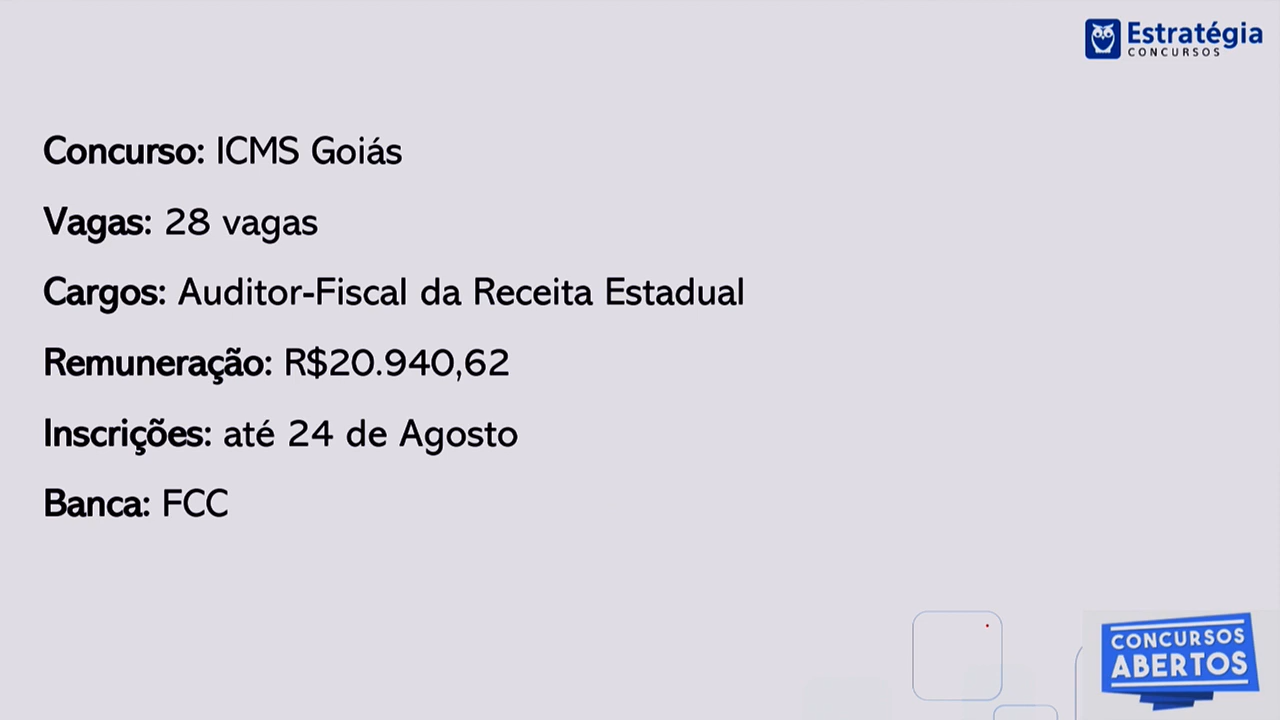 Estratégia
CONCURSOS
Concurso: ICMS Goiás
Vagas: 28 vagas
Cargos: Auditor-Fiscal da Receita Estadual
Remuneração: R$20.940,62
Inscrições: até 24 de Agosto
Banca: FCC
CONCURSOS
ABERTOS